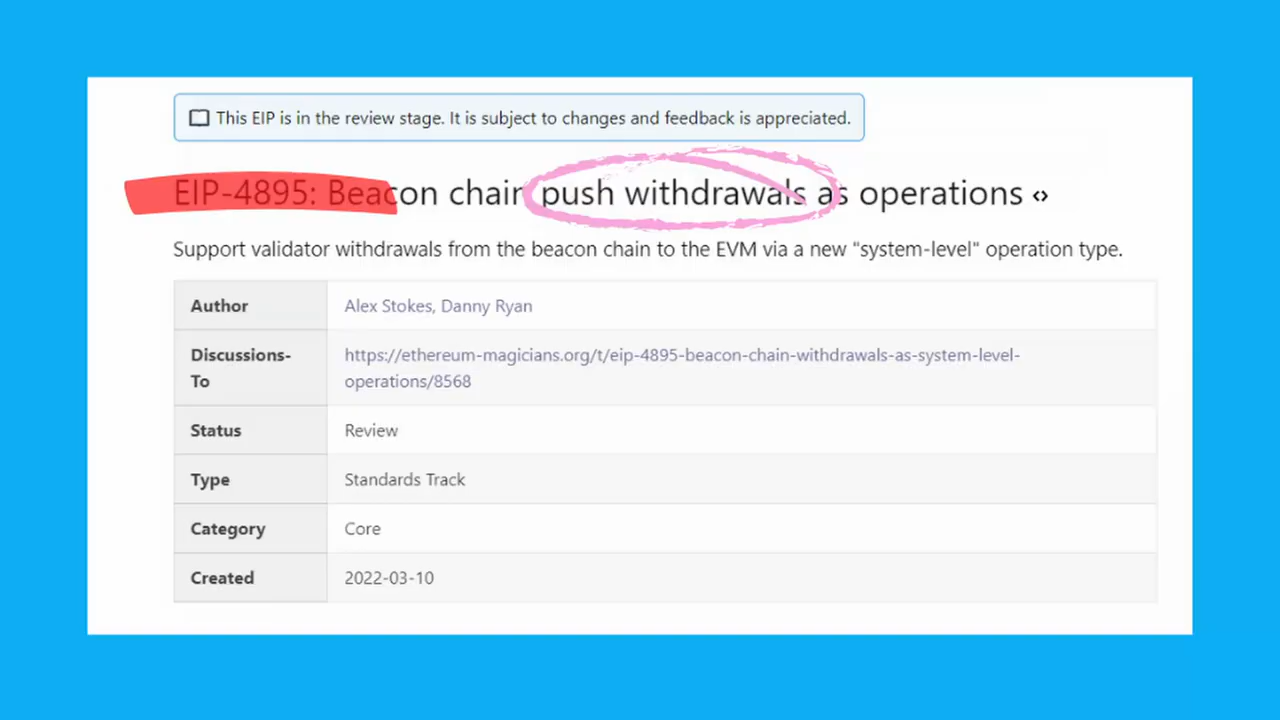 This EIP is in the review stage. It is subject to changes and feedback is appreciated.
EIP-4895: Beacon chain push withdrawals as operations
Support validator withdrawals from the beacon chain to the EVM via a new "system-level" operation type.
Author Alex Stokes, Danny Ryan
Discussions-To https://ethereum-magicians.org/t/eip-4895-beacon-chain-withdrawals-as-system-level-operations/8568
Status Review
Type Standards Track
Category Core
Created 2022-03-10